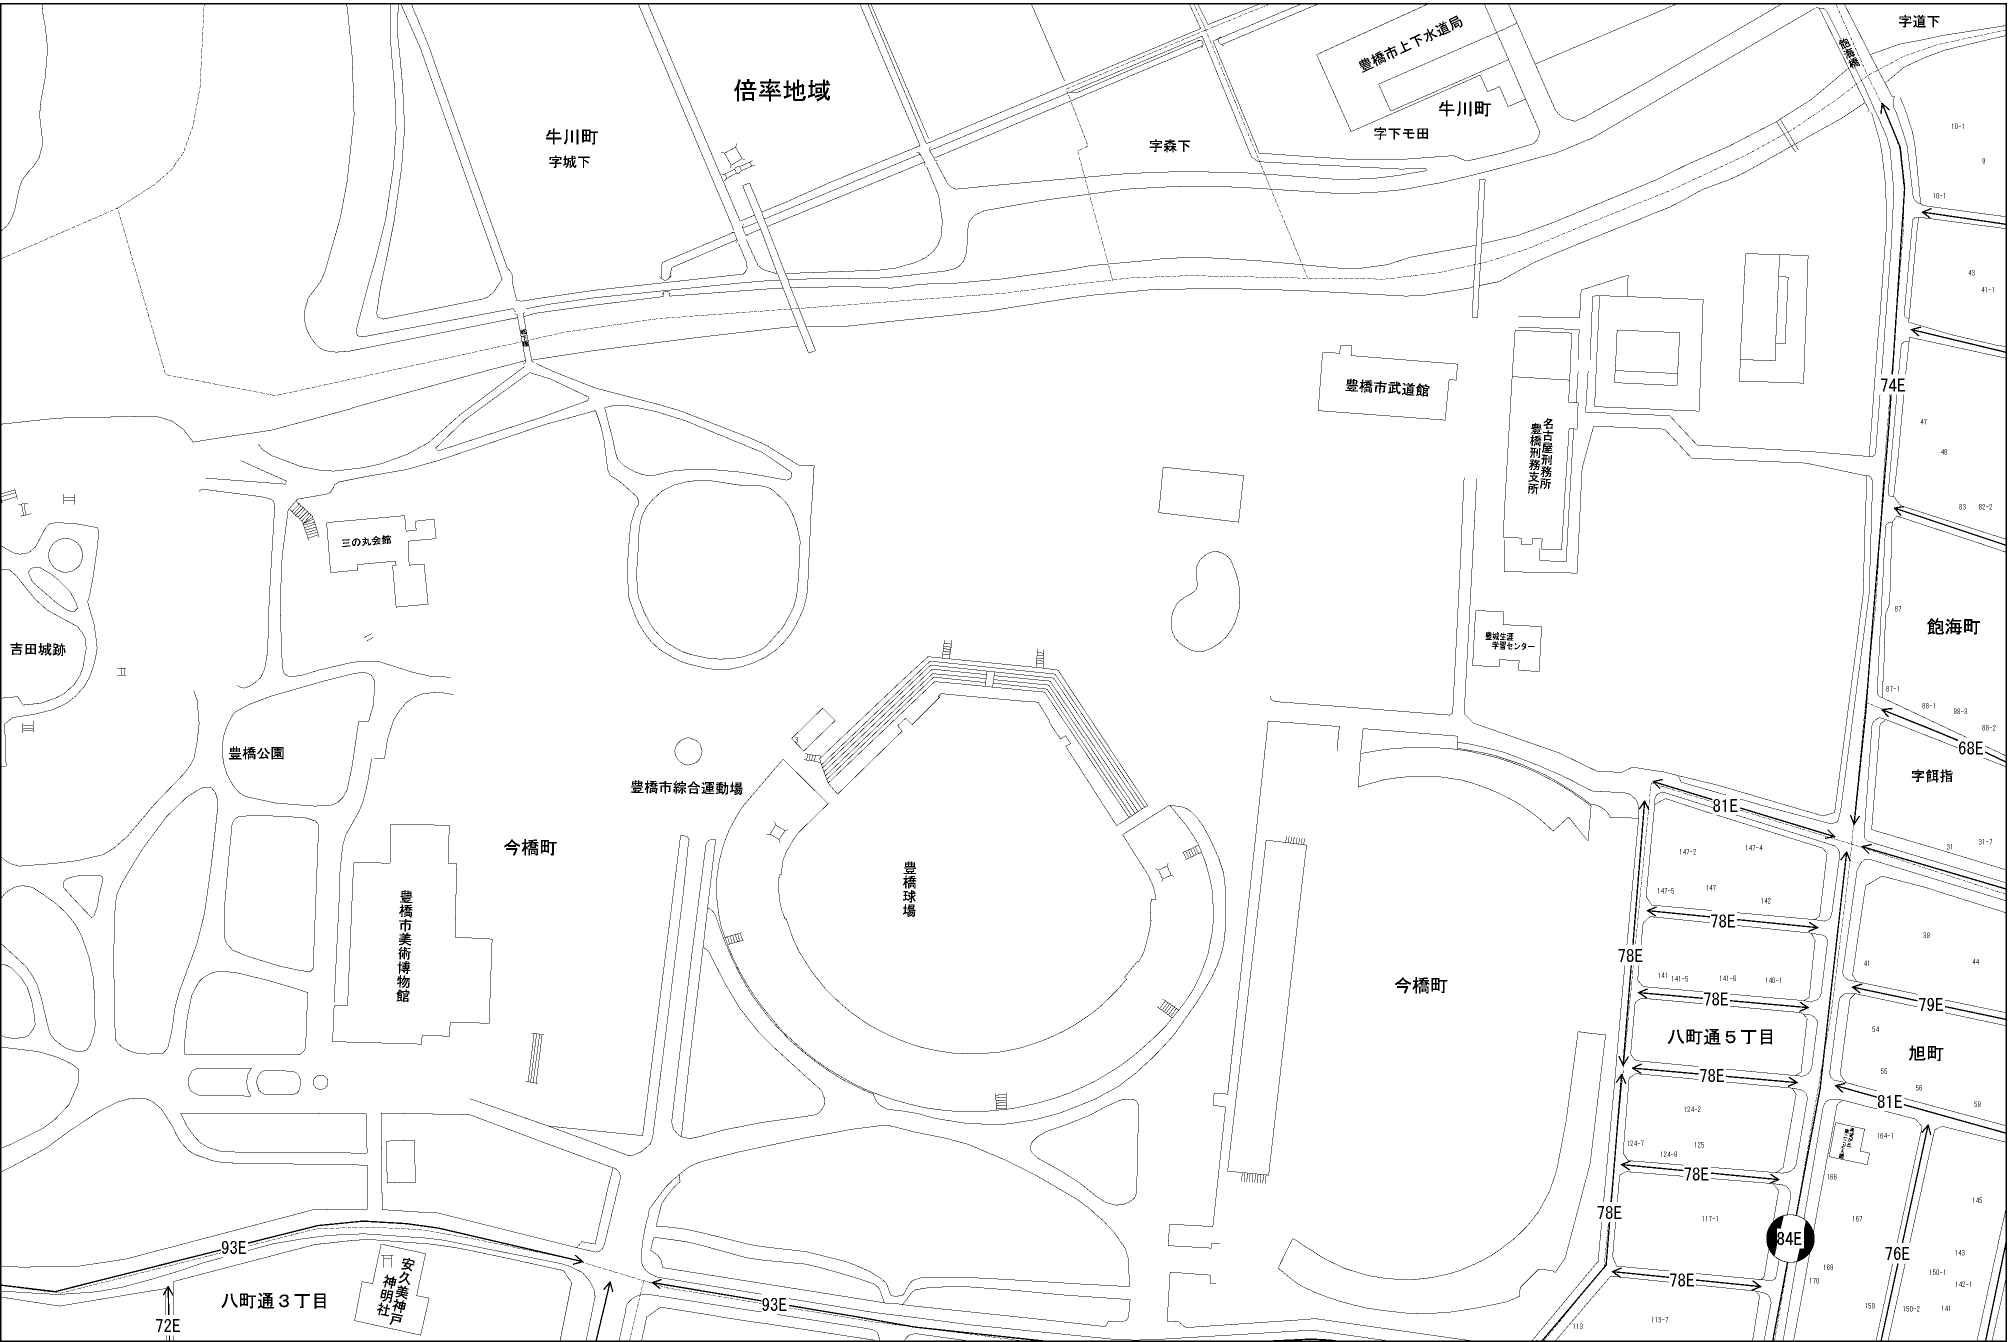 字道下
豊橋市上下水道局
飽海橋
倍率地域
牛川町
字下モ田
牛川町
字城下
字森下
10-1
9
10-1
43
41-1
豊橋市武道館
74E
名古屋刑務所
豊橋刑務支所
47
48
83
82-2
三の丸会館
87
飽海町
吉田城跡
豊城生涯
学習センター
87-1
88-1
88-3
88-2
68E
豊橋公園
豊橋市綜合運動場
字餌指
81E
今橋町
豊橋球場
147-2
147-4
31
31-7
147-5
147
142
78E
豊橋市美術博物館
38
41
44
78E
141
141-5
141-6
140-1
今橋町
78E
79E
八町通5丁目
54
旭町
78E
55
56
81E
58
124-2
124-7
125
124-8
164-1
78E
166
145
78E
117-1
167
84E
76E
143
93E
169
170
150-1
142-1
78E
安久美神戸
神明社
八町通3丁目
93E
159
150-2
141
72E
113
113-7